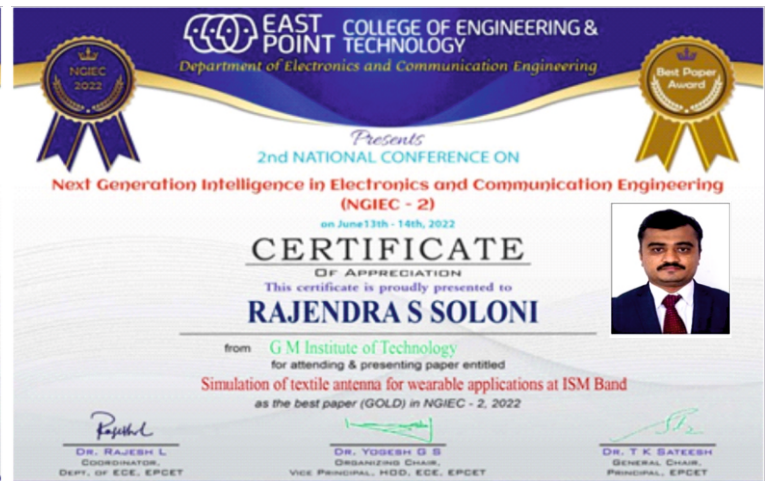 EAST POINT COLLEGE OF ENGINEERING & TECHNOLOGY
Department of Electronics and Communication Engineering
NGIEC
2022
Best Paper
Award
Presents
2nd NATIONAL CONFERENCE ON
Next Generation Intelligence in Electronics and Communication Engineering
(NGIEC - 2)
on June13th - 14th, 2022
CERTIFICATE
OF APPRECIATION
This certificate is proudly presented to
RAJENDRA S SOLONI
from G M Institute of Technology
for attending & presenting paper entitled
Simulation of textile antenna for wearable applications at ISM Band
as the best paper (GOLD) in NGIEC - 2, 2022
DR. RAJESH L
COORDINATOR,
DEPT, OF ECE, EPCET
DR. YOGESH G S
ORGANIZING CHAIR,
VICE PRINCIPAL, HOD, ECE, EPCET
DR. T K SATEESH
GENERAL CHAIR,
PRINCIPAL, EPCET